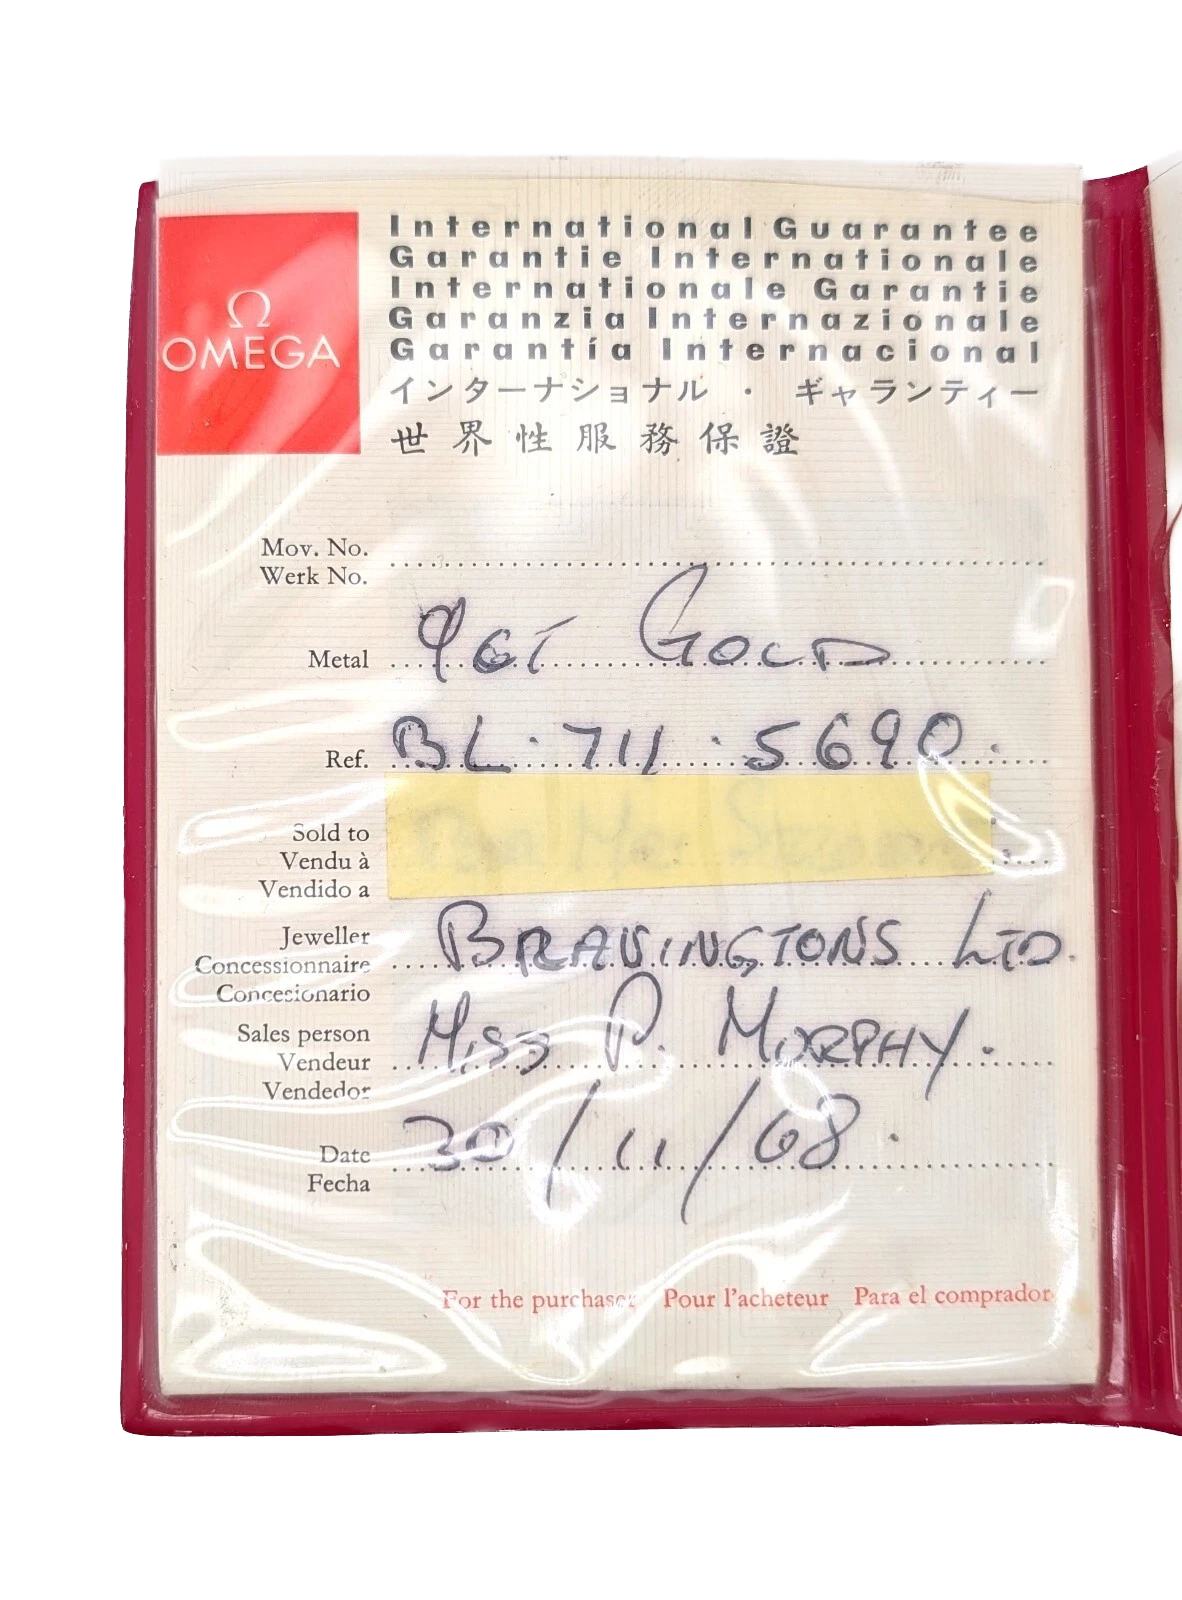 Ω
OMEGA
International Guarantee
Garantie Internationale
Internationale Garantie
Garanzia Internazionale
Garantía Internacional
インターナショナル・ギャランティー
世界性服務保證
Mov. No.
Werk No.
Metal 9CT GOLD
Ref. BL.711.5690.
Sold to
Vendu à
Vendido a
Jeweller
Concessionnaire BRAVINGTONS LTD.
Concesionario
Sales person
Vendeur MISS P. MURPHY.
Vendedor
Date 30/11/68.
Fecha
For the purchaser Pour l'acheteur Para el comprador